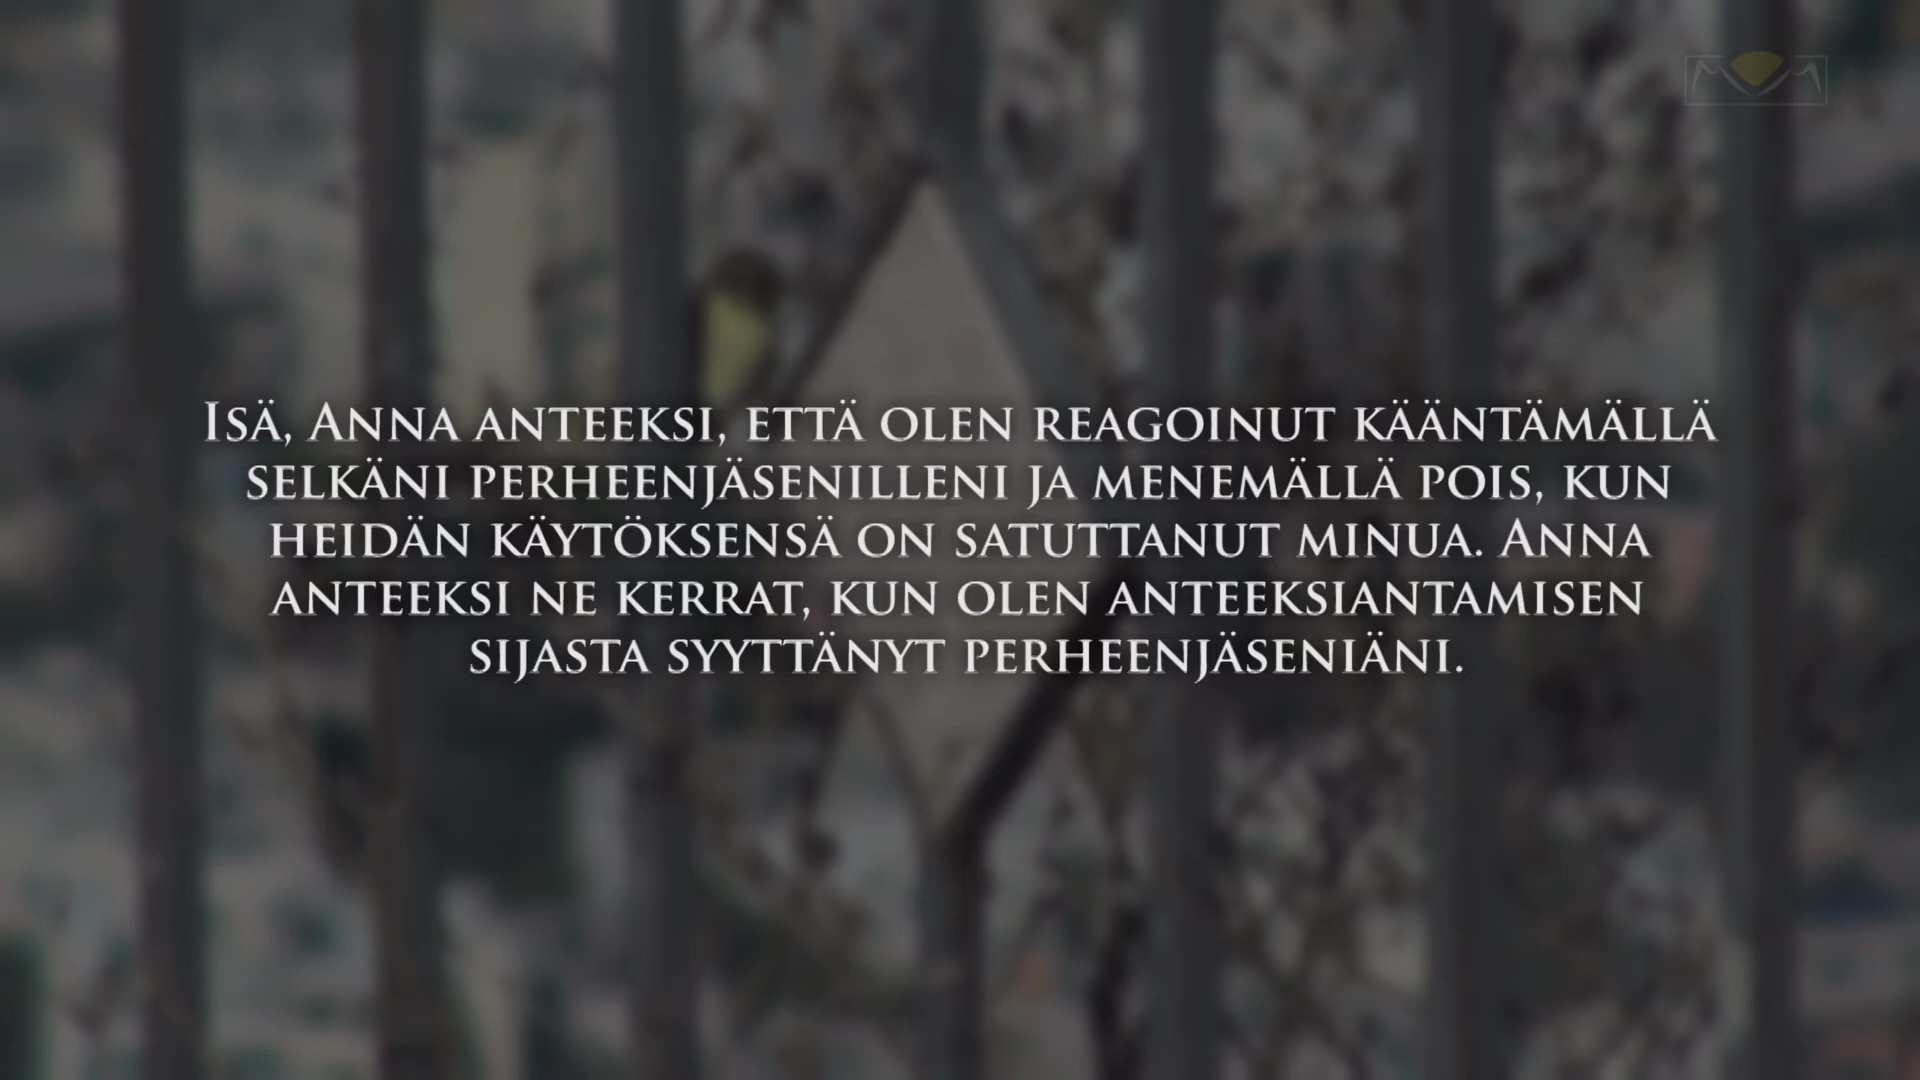 Isä, Anna anteeksi, että olen reagoinut kääntämällä
selkäni perheenjäsenilleni ja menemällä pois, kun
heidän käytöksensä on satuttanut minua. Anna
anteeksi ne kerrat, kun olen anteeksiantamisen
sijasta syyttänyt perheenjäseniäni.